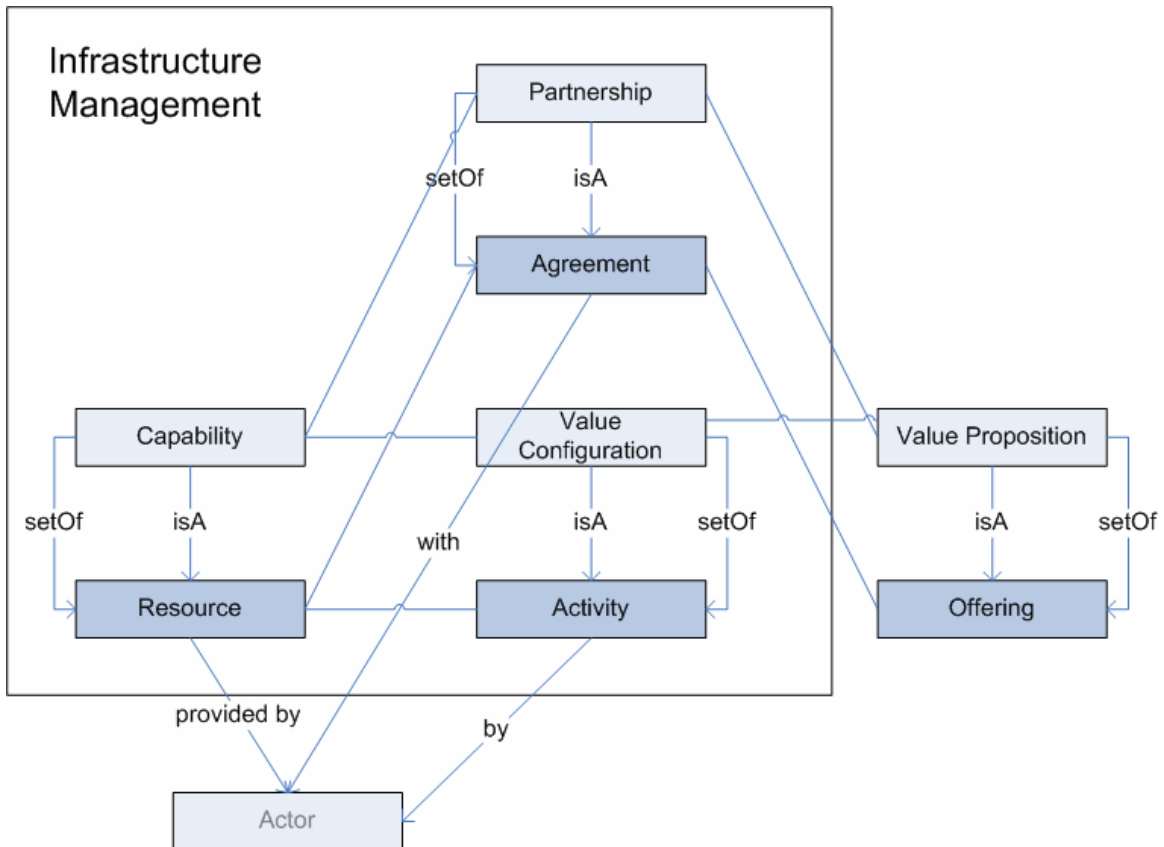 Infrastructure
Management
Partnership
setOf
isA
Agreement
Capability
Value
Configuration
Value Proposition
setOf
isA
isA
setOf
isA
setOf
with
Resource
Activity
Offering
provided by
by
Actor